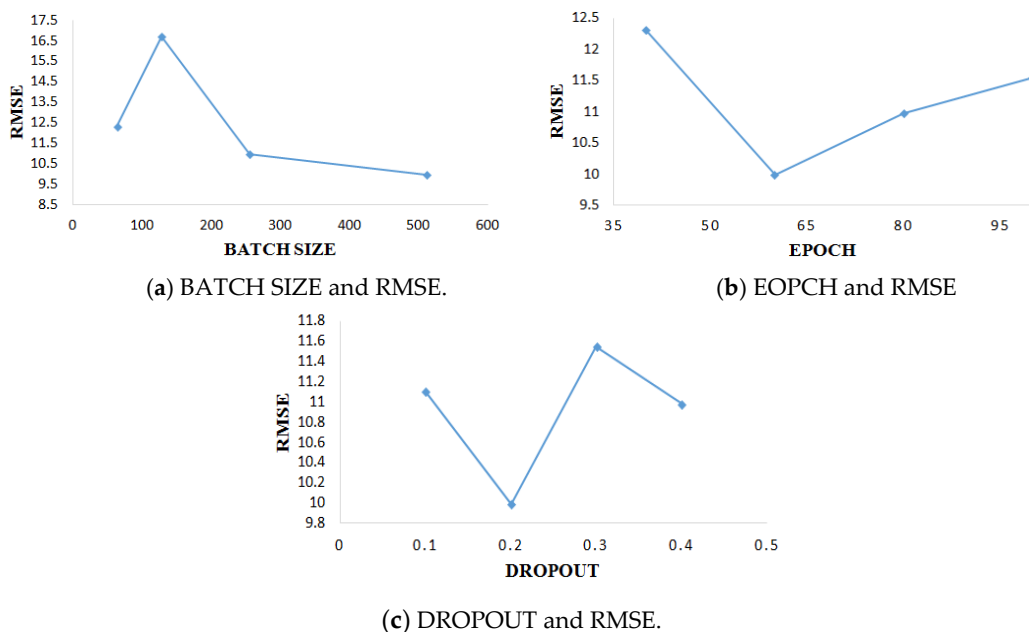 17.5
16.5
15.5
14.5
13.5
12.5
11.5
10.5
9.5
8.5
RMSE
0 100 200 300 400 500 600
BATCH SIZE
(a) BATCH SIZE and RMSE.
12.5
12
11.5
11
10.5
10
9.5
RMSE
35 50 65 80 95
EPOCH
(b) EOPCH and RMSE
11.8
11.6
11.4
11.2
11
10.8
10.6
10.4
10.2
10
9.8
RMSE
0 0.1 0.2 0.3 0.4 0.5
DROPOUT
(c) DROPOUT and RMSE.